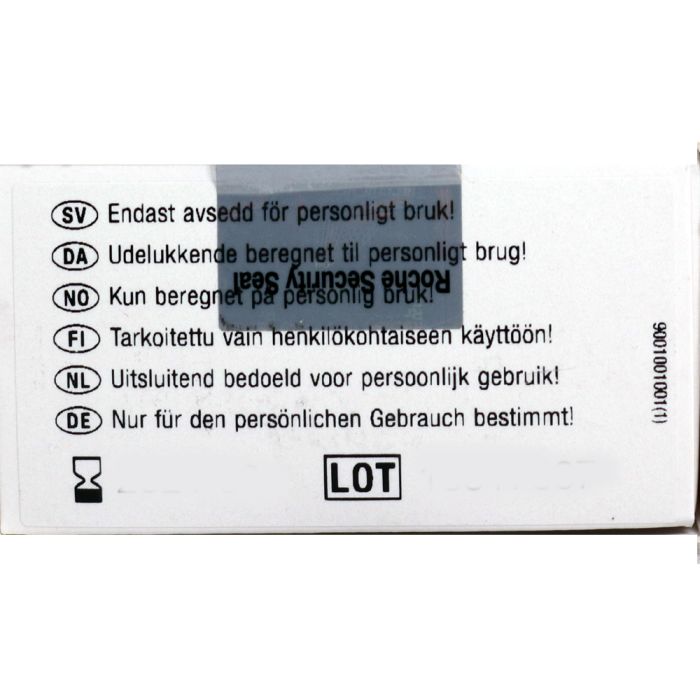 SV Endast avsedd för personligt bruk!
DA Udelukkende beregnet til personligt brug!
NO Kun beregnet på personlig bruk!
FI Tarkoitettu vain henkilökohtaiseen käyttöön!
NL Uitsluitend bedoeld voor persoonlijk gebruik!
DE Nur für den persönlichen Gebrauch bestimmt!
LOT
Roche Security Seal
9001001001(1)